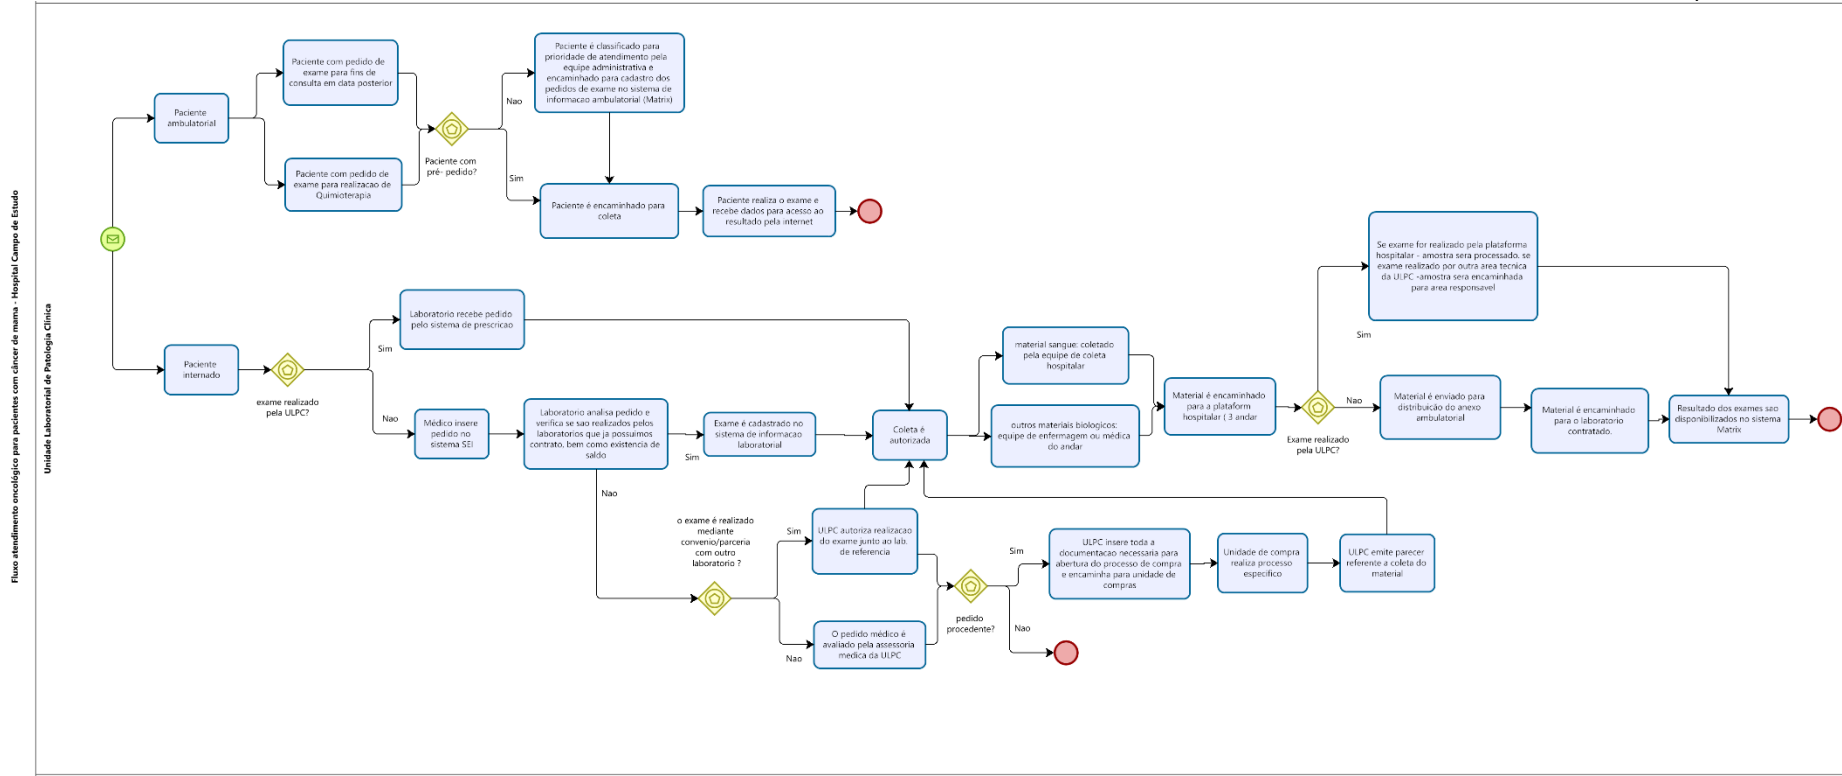 Fluxo atendimento oncológico para pacientes com câncer de mama - Hospital Campo de Estudo
Unidade Laboratorial de Patologia Clínica
Paciente
ambulatorial
Paciente com pedido de
exame para fins de
consulta em data posterior
Paciente com pedido de
exame para realizacao de
Quimioterapia
Paciente com
pré- pedido?
Nao
Sim
Paciente é classificado para
prioridade de atendimento pela
equipe administrativa e
encaminhado para cadastro dos
pedidos de exame no sistema de
informacao ambulatorial (Matrix)
Paciente é encaminhado para
coleta
Paciente realiza o exame e
recebe dados para acesso ao
resultado pela internet
Paciente
internado
exame realizado
pela ULPC?
Sim
Nao
Laboratorio recebe pedido
pelo sistema de prescricao
Médico insere
pedido no
sistema SEI
Laboratorio analisa pedido e
verifica se sao realizados pelos
laboratorios que ja possuimos
contrato, bem como existencia de
saldo
Sim
Nao
Exame é cadastrado no
sistema de informacao
laboratorial
Coleta é
autorizada
material sangue: coletado
pela equipe de coleta
hospitalar
outros materiais biologicos:
equipe de enfermagem ou médica
do andar
Material é encaminhado
para a plataform
hospitalar ( 3 andar
Exame realizado
pela ULPC?
Sim
Nao
Se exame for realizado pela plataforma
hospitalar - amostra sera processado. se
exame realizado por outra area tecnica
da ULPC -amostra sera encaminhada
para area responsavel
Material é enviado para
distribuicão do anexo
ambulatorial
Material é encaminhado
para o laboratorio
contratado.
Resultado dos exames sao
disponibilizados no sistema
Matrix
o exame é realizado
mediante
convenio/parceria
com outro
laboratorio ?
Sim
Nao
ULPC autoriza realizacao
do exame junto ao lab.
de referencia
O pedido médico é
avaliado pela assessoria
medica da ULPC
pedido
procedente?
Sim
Nao
ULPC insere toda a
documentacao necessaria para
abertura do processo de compra
e encaminha para unidade de
compras
Unidade de compra
realiza processo
especifico
ULPC emite parecer
referente a coleta do
material